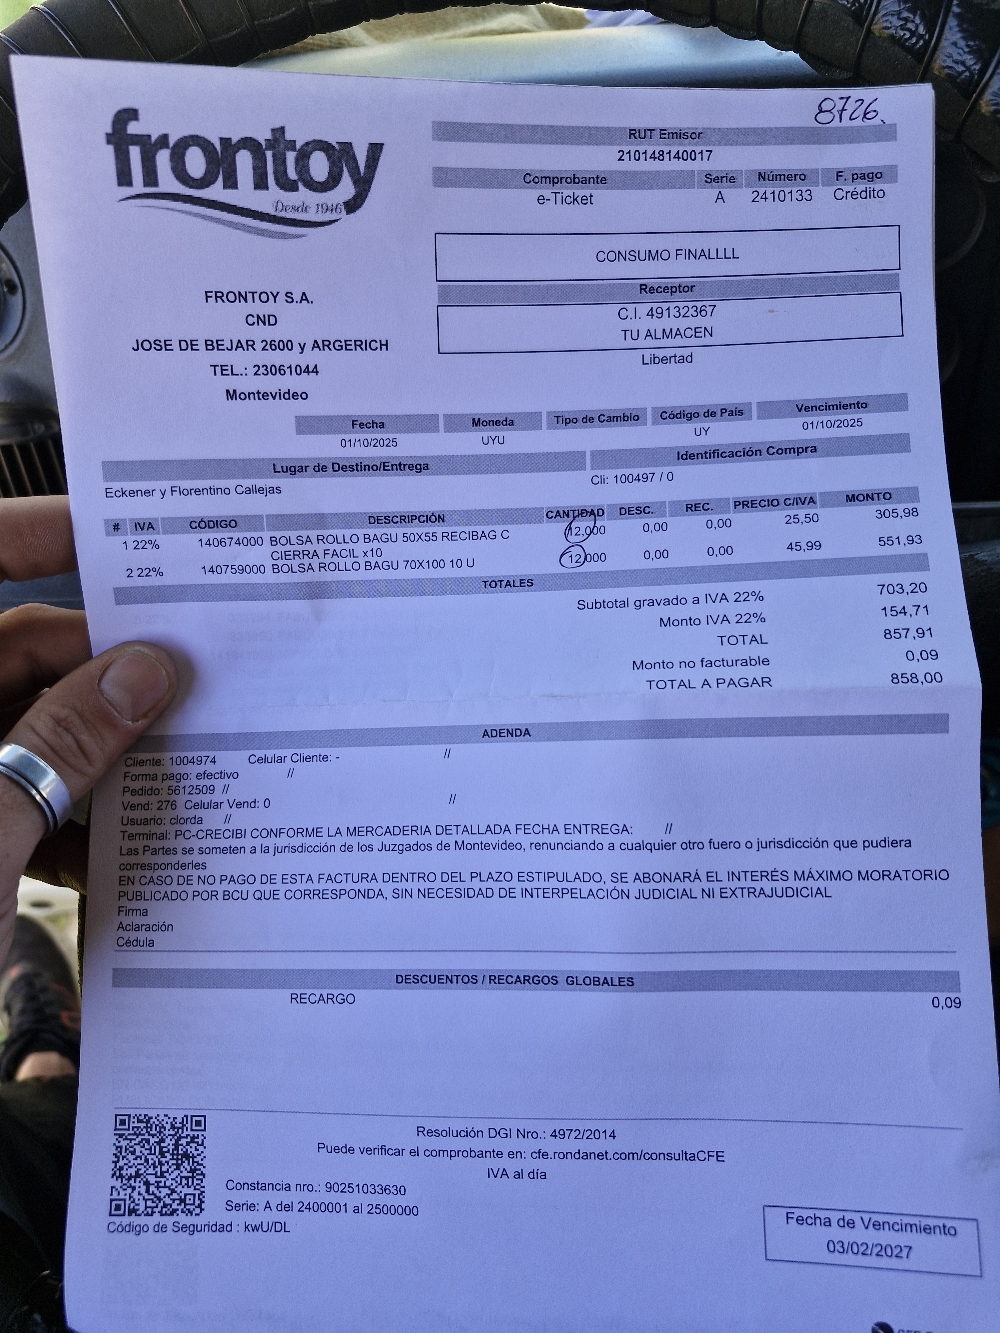 8726.
frontoy
Desde 1946
RUT Emisor
210148140017
Comprobante Serie Número F. pago
e-Ticket A 2410133 Crédito
CONSUMO FINALLLL
Receptor
C.I. 49132367
TU ALMACEN
Libertad
FRONTOY S.A.
CND
JOSE DE BEJAR 2600 y ARGERICH
TEL.: 23061044
Montevideo
Fecha Moneda Tipo de Cambio Código de País Vencimiento
01/10/2025 UYU UY 01/10/2025
Lugar de Destino/Entrega Identificación Compra
Eckener y Florentino Callejas Cli: 100497 / 0
# IVA CÓDIGO DESCRIPCIÓN CANTIDAD DESC. REC. PRECIO C/IVA MONTO
1 22% 140674000 BOLSA ROLLO BAGU 50X55 RECIBAG C 12,000 0,00 0,00 25,50 305,98
CIERRA FACIL x10
2 22% 140759000 BOLSA ROLLO BAGU 70X100 10 U 12,000 0,00 0,00 45,99 551,93
TOTALES
Subtotal gravado a IVA 22% 703,20
Monto IVA 22% 154,71
TOTAL 857,91
Monto no facturable 0,09
TOTAL A PAGAR 858,00
ADENDA
Cliente: 1004974 Celular Cliente: - //
Forma pago: efectivo //
Pedido: 5612509 //
Vend: 276 Celular Vend: 0 //
Usuario: clorda //
Terminal: PC-CRECIBI CONFORME LA MERCADERIA DETALLADA FECHA ENTREGA: //
Las Partes se someten a la jurisdicción de los Juzgados de Montevideo, renunciando a cualquier otro fuero o jurisdicción que pudiera
corresponderles
EN CASO DE NO PAGO DE ESTA FACTURA DENTRO DEL PLAZO ESTIPULADO, SE ABONARÁ EL INTERÉS MÁXIMO MORATORIO
PUBLICADO POR BCU QUE CORRESPONDA, SIN NECESIDAD DE INTERPELACIÓN JUDICIAL NI EXTRAJUDICIAL
Firma
Aclaración
Cédula
DESCUENTOS / RECARGOS GLOBALES
RECARGO 0,09
Resolución DGI Nro.: 4972/2014
Puede verificar el comprobante en: cfe.rondanet.com/consultaCFE
IVA al día
Constancia nro.: 90251033630
Serie: A del 2400001 al 2500000
Código de Seguridad : kwU/DL
Fecha de Vencimiento
03/02/2027